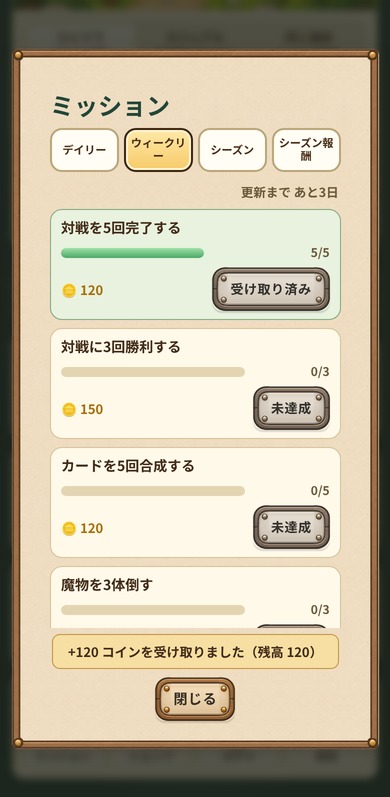 ミッション
デイリー
ウィークリ
ー
シーズン
シーズン報
酬
更新まで あと3日
対戦を5回完了する
5/5
120
受け取り済み
対戦に3回勝利する
0/3
150
未達成
カードを5回合成する
0/5
120
未達成
魔物を3体倒す
0/3
+120 コインを受け取りました（残高 120）
閉じる